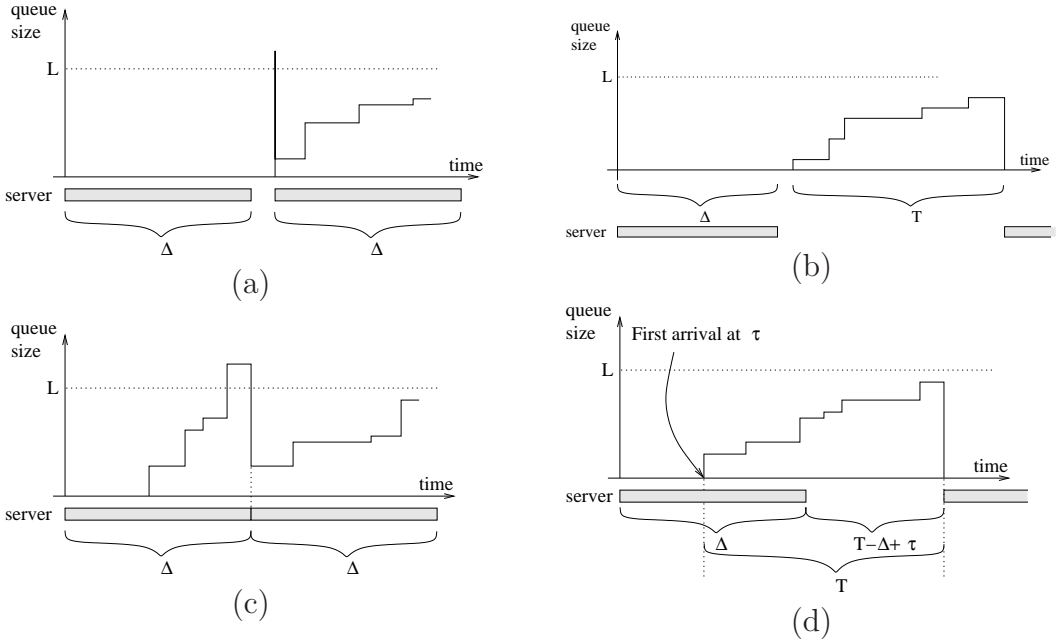 queue
size
L
time
server
Δ
Δ
(a)
queue
size
L
time
Δ
T
server
(b)
queue
size
L
time
server
Δ
Δ
(c)
queue
size
First arrival at τ
L
time
server
Δ
T−Δ+ τ
T
(d)